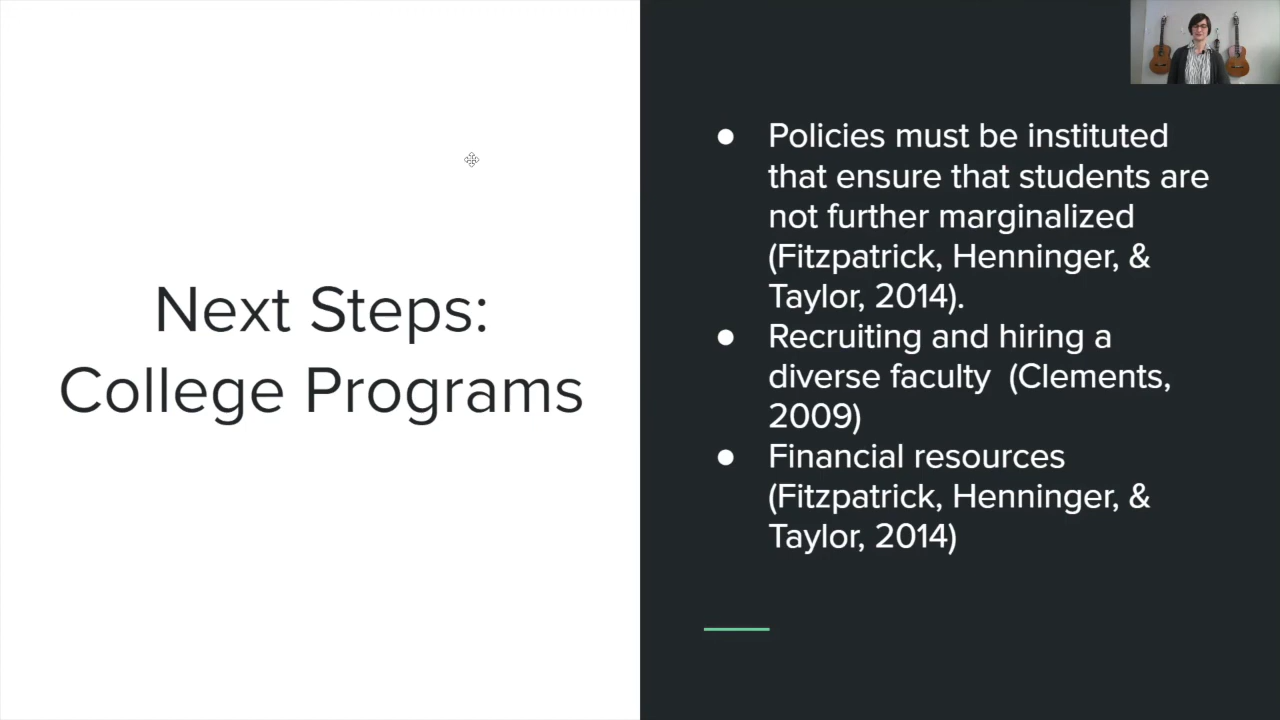 Next Steps:
College Programs
● Policies must be instituted
that ensure that students are
not further marginalized
(Fitzpatrick, Henninger, &
Taylor, 2014).
● Recruiting and hiring a
diverse faculty  (Clements,
2009)
● Financial resources
(Fitzpatrick, Henninger, &
Taylor, 2014)